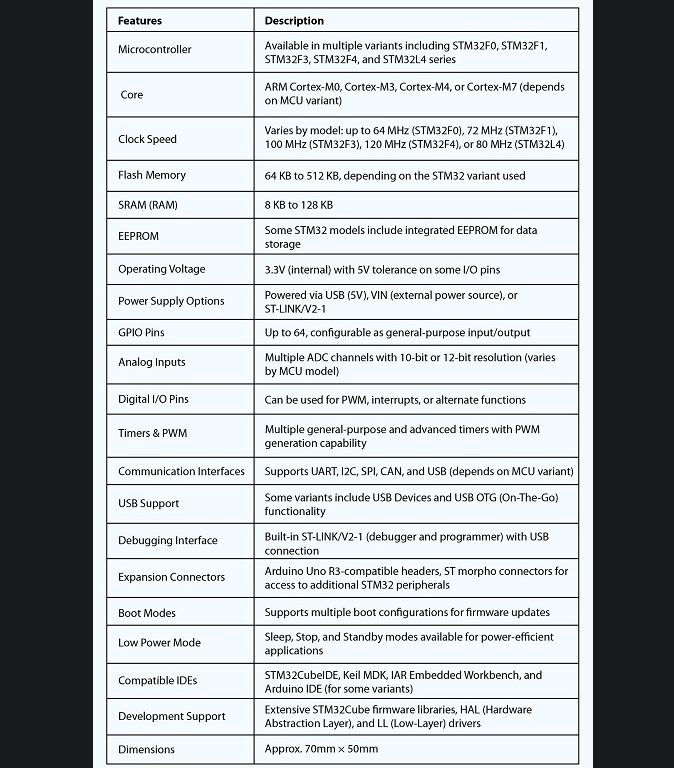 Features Description
Microcontroller
Available in multiple variants including STM32F0, STM32F1,
STM32F3, STM32F4, and STM32L4 series
Core
ARM Cortex-M0, Cortex-M3, Cortex-M4, or Cortex-M7 (depends
on MCU variant)
Clock Speed
Varies by model: up to 64 MHz (STM32F0), 72 MHz (STM32F1),
100 MHz (STM32F3), 120 MHz (STM32F4), or 80 MHz (STM32L4)
Flash Memory
64 KB to 512 KB, depending on the STM32 variant used
SRAM (RAM)
8 KB to 128 KB
EEPROM
Some STM32 models include integrated EEPROM for data
storage
Operating Voltage
3.3V (internal) with 5V tolerance on some I/O pins
Power Supply Options
Powered via USB (5V), VIN (external power source), or
ST-LINK/V2-1
GPIO Pins
Up to 64, configurable as general-purpose input/output
Analog Inputs
Multiple ADC channels with 10-bit or 12-bit resolution (varies
by MCU model)
Digital I/O Pins
Can be used for PWM, interrupts, or alternate functions
Timers & PWM
Multiple general-purpose and advanced timers with PWM
generation capability
Communication Interfaces
Supports UART, I2C, SPI, CAN, and USB (depends on MCU variant)
USB Support
Some variants include USB Devices and USB OTG (On-The-Go)
functionality
Debugging Interface
Built-in ST-LINK/V2-1 (debugger and programmer) with USB
connection
Expansion Connectors
Arduino Uno R3-compatible headers, ST morpho connectors for
access to additional STM32 peripherals
Boot Modes
Supports multiple boot configurations for firmware updates
Low Power Mode
Sleep, Stop, and Standby modes available for power-efficient
applications
Compatible IDEs
STM32CubeIDE, Keil MDK, IAR Embedded Workbench, and
Arduino IDE (for some variants)
Development Support
Extensive STM32Cube firmware libraries, HAL (Hardware
Abstraction Layer), and LL (Low-Layer) drivers
Dimensions
Approx. 70mm × 50mm